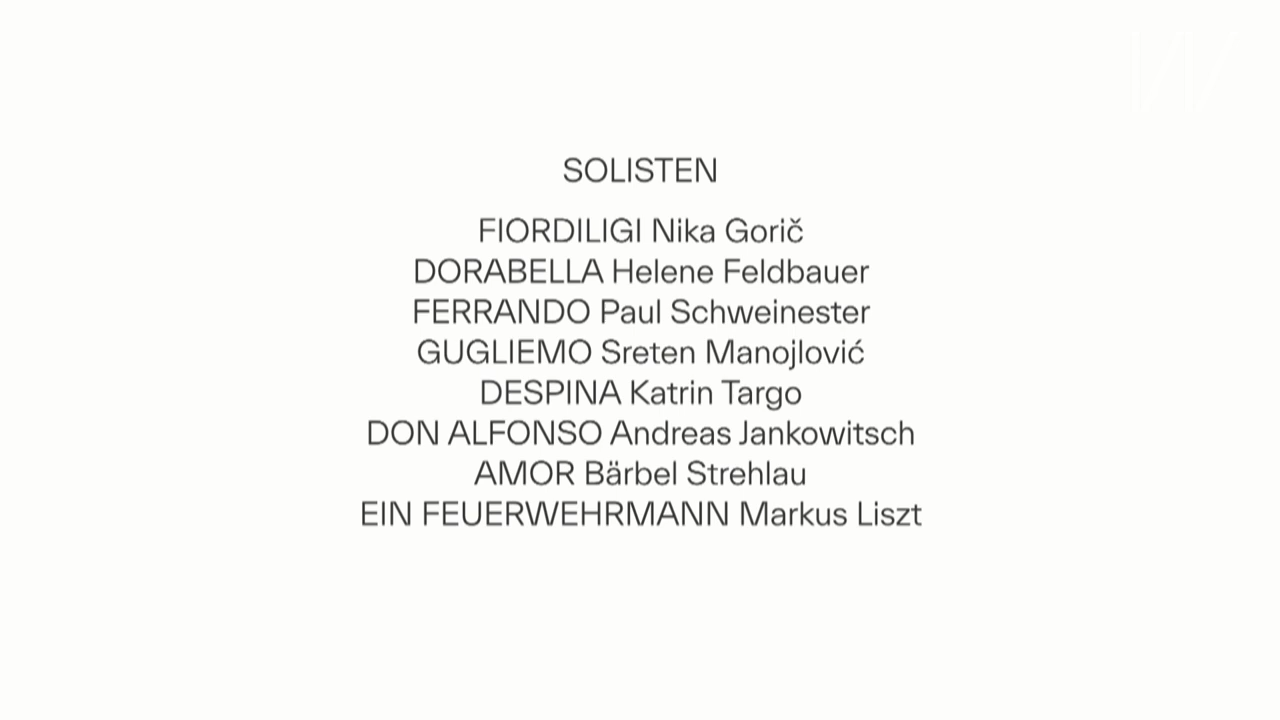 SOLISTEN
FIORDILIGI Nika Gorič
DORABELLA Helene Feldbauer
FERRANDO Paul Schweinester
GUGLIEMO Sreten Manojlović
DESPINA Katrin Targo
DON ALFONSO Andreas Jankowitsch
AMOR Bärbel Strehlau
EIN FEUERWEHRMANN Markus Liszt